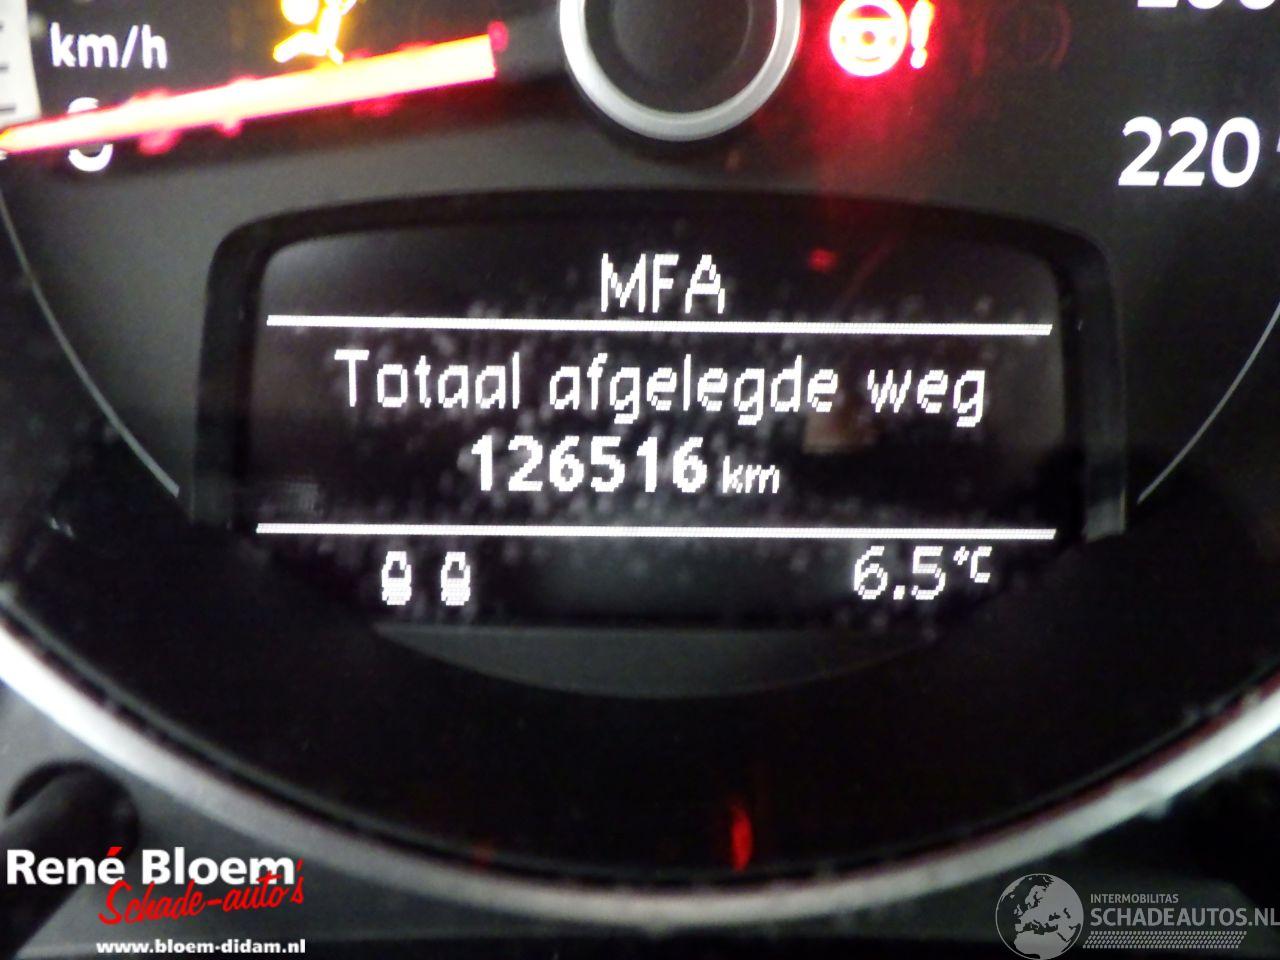 km/h
220
MFA
Totaal afgelegde weg
126516 km
6.5°C
René Bloem
Schade-auto's
www.bloem-didam.nl
INTERMOBILITAS
SCHADEAUTOS.NL